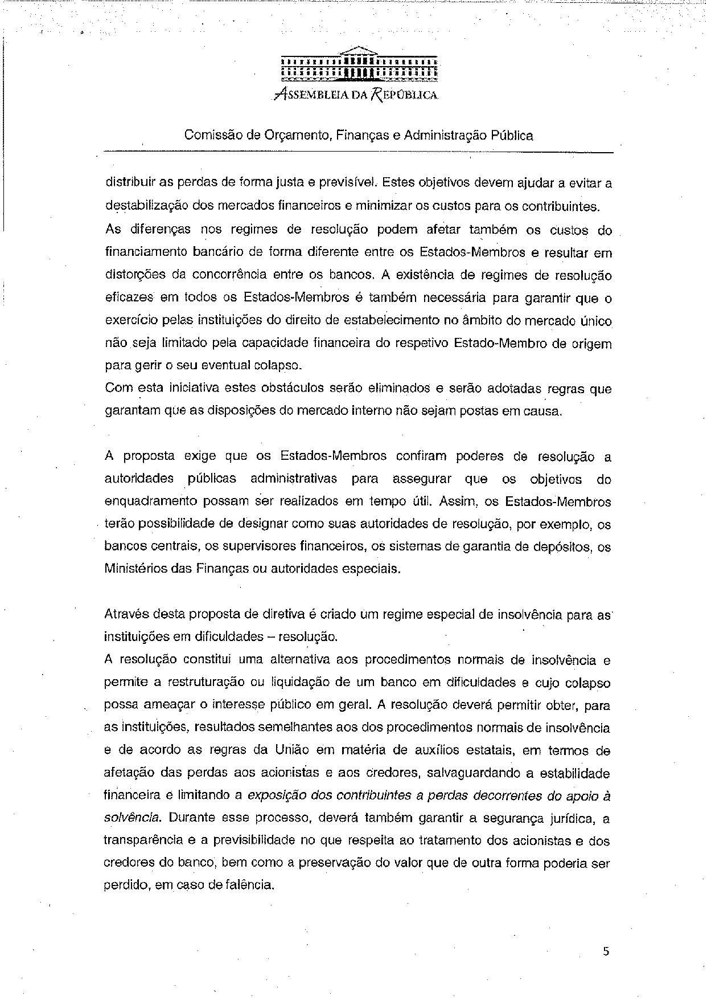 ASSEMBLEIA DA REPÚBLICA
Comissão de Orçamento, Finanças e Administração Pública
distribuir as perdas de forma justa e previsível. Estes objetivos devem ajudar a evitar a
destabilização dos mercados financeiros e minimizar os custos para os contribuintes.
As diferenças nos regimes de resolução podem afetar também os custos do
financiamento bancário de forma diferente entre os Estados-Membros e resultar em
distorções da concorrência entre os bancos. A existência de regimes de resolução
eficazes em todos os Estados-Membros é também necessária para garantir que o
exercício pelas instituições do direito de estabelecimento no âmbito do mercado único
não seja limitado pela capacidade financeira do respetivo Estado-Membro de origem
para gerir o seu eventual colapso.
Com esta iniciativa estes obstáculos serão eliminados e serão adotadas regras que
garantam que as disposições do mercado interno não sejam postas em causa.
A proposta exige que os Estados-Membros confiram poderes de resolução a
autoridades públicas administrativas para assegurar que os objetivos do
enquadramento possam ser realizados em tempo útil. Assim, os Estados-Membros
terão possibilidade de designar como suas autoridades de resolução, por exemplo, os
bancos centrais, os supervisores financeiros, os sistemas de garantia de depósitos, os
Ministérios das Finanças ou autoridades especiais.
Através desta proposta de diretiva é criado um regime especial de insolvência para as
instituições em dificuldades – resolução.
A resolução constitui uma alternativa aos procedimentos normais de insolvência e
permite a restruturação ou liquidação de um banco em dificuldades e cujo colapso
possa ameaçar o interesse público em geral. A resolução deverá permitir obter, para
as instituições, resultados semelhantes aos dos procedimentos normais de insolvência
e de acordo as regras da União em matéria de auxílios estatais, em termos de
afetação das perdas aos acionistas e aos credores, salvaguardando a estabilidade
financeira e limitando a exposição dos contribuintes a perdas decorrentes do apoio à
solvência. Durante esse processo, deverá também garantir a segurança jurídica, a
transparência e a previsibilidade no que respeita ao tratamento dos acionistas e dos
credores do banco, bem como a preservação do valor que de outra forma poderia ser
perdido, em caso de falência.
5